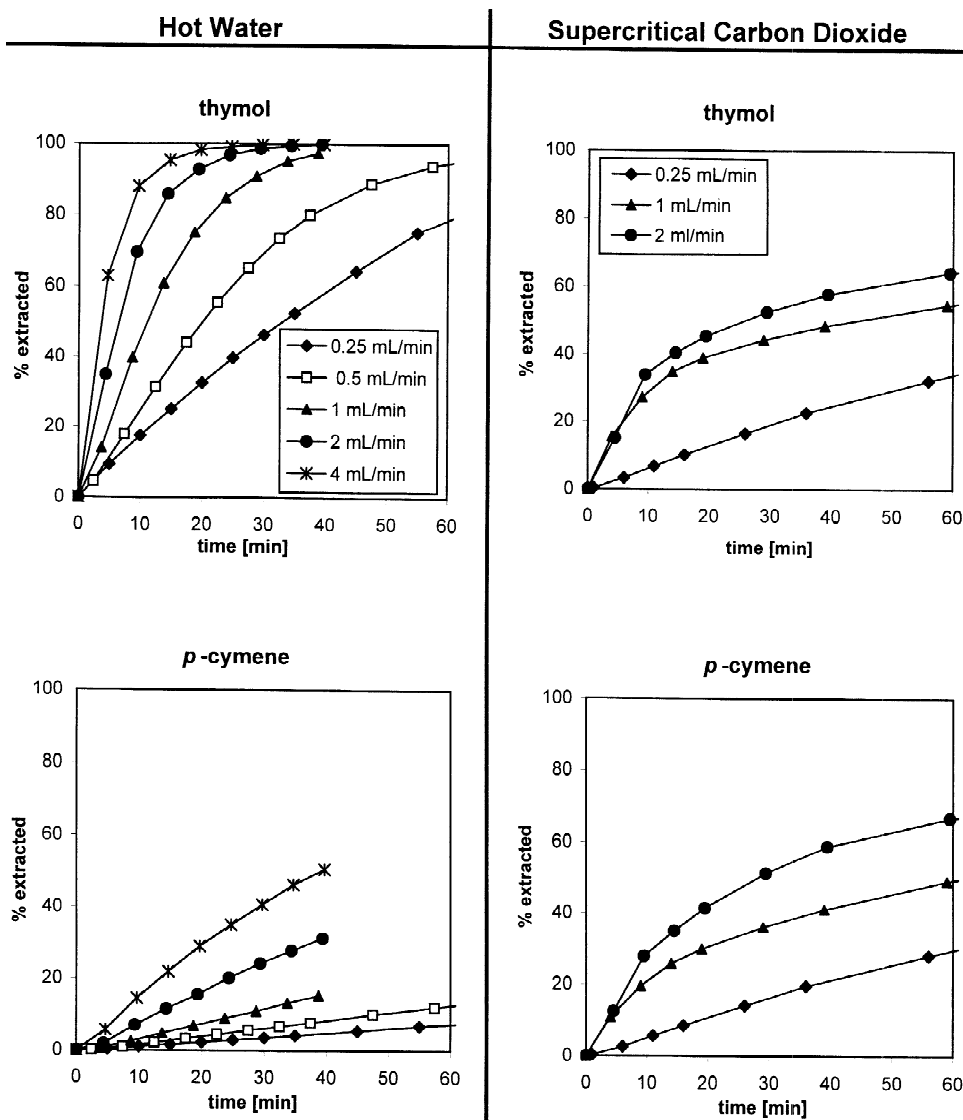 Hot Water
Supercritical Carbon Dioxide
thymol
% extracted
100
80
60
40
20
0
0 10 20 30 40 50 60
time [min]
0.25 mL/min
0.5 mL/min
1 mL/min
2 mL/min
4 mL/min
thymol
% extracted
100
80
60
40
20
0
0 10 20 30 40 50 60
time [min]
0.25 mL/min
1 mL/min
2 ml/min
p -cymene
% extracted
100
80
60
40
20
0
0 10 20 30 40 50 60
time [min]
p -cymene
% extracted
100
80
60
40
20
0
0 10 20 30 40 50 60
time [min]